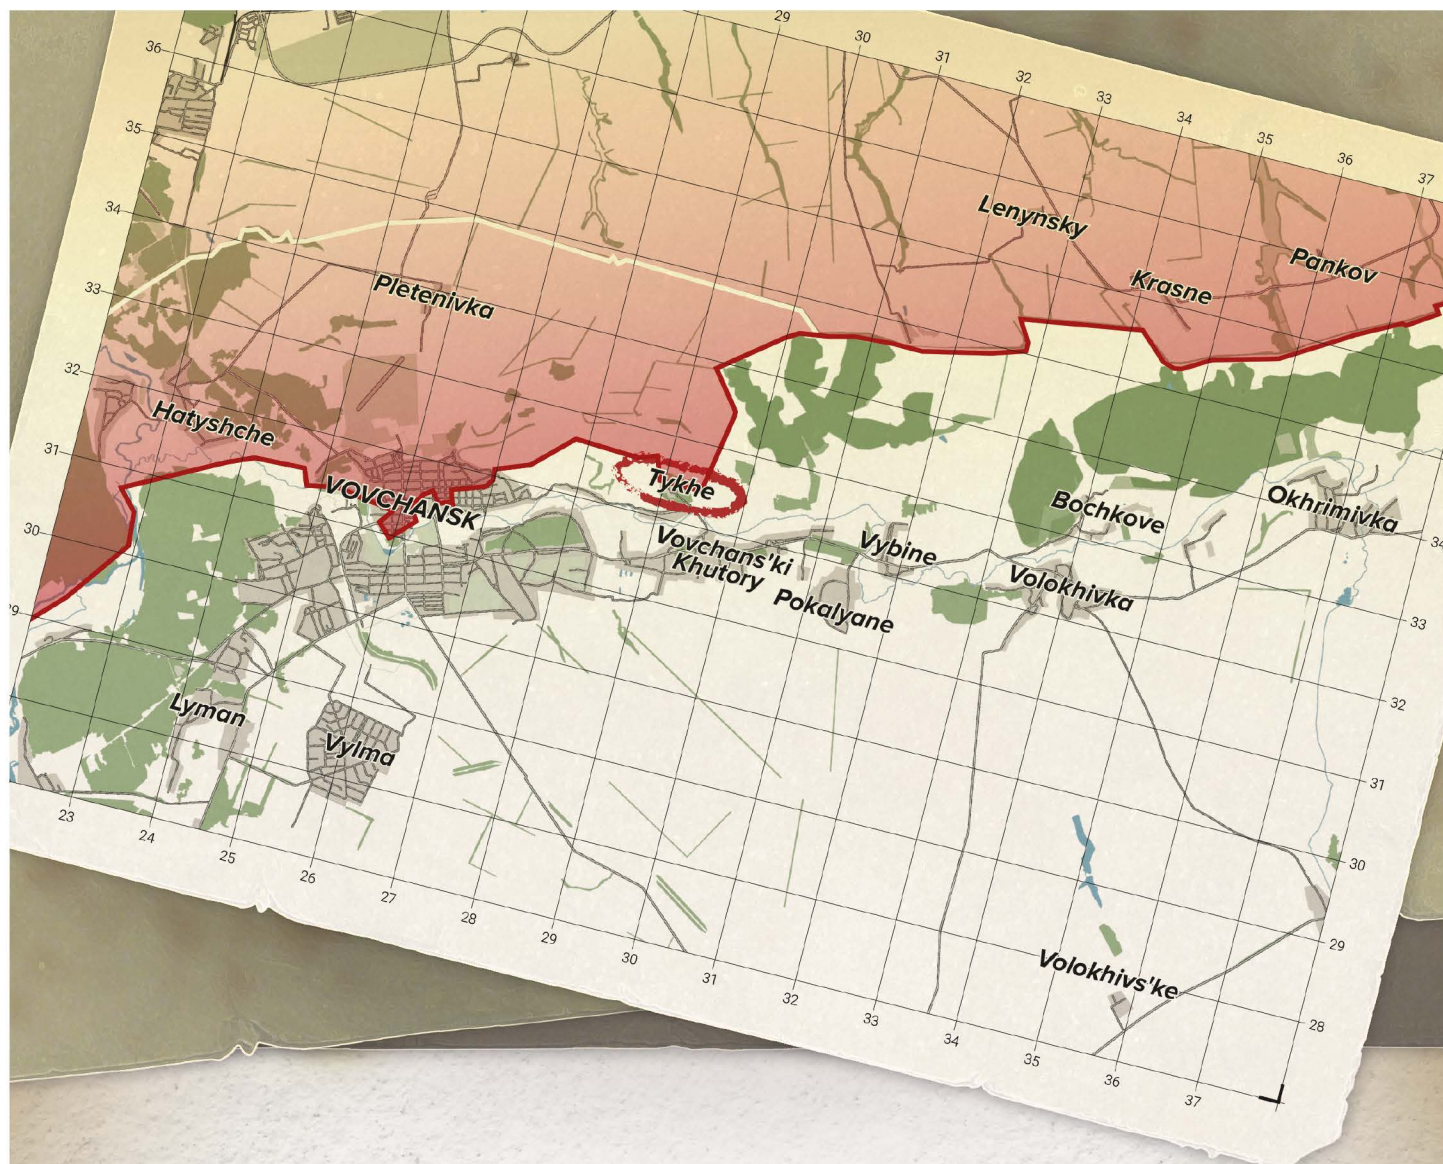 29
30
31
32
33
34
35
36
37
36
35
34
33
32
31
30
29
Lenynsky
Pankov
Krasne
Pletenivka
Hatyshche
VOVCHANSK
Tykhe
Bochkove
Okhrimivka
Vovchans'ki
Khutory
Vybine
Volokhivka
Pokalyane
Lyman
Vylma
Volokhivs'ke
34
33
32
31
30
29
28
23
24
25
26
27
28
29
30
31
32
33
34
35
36
37